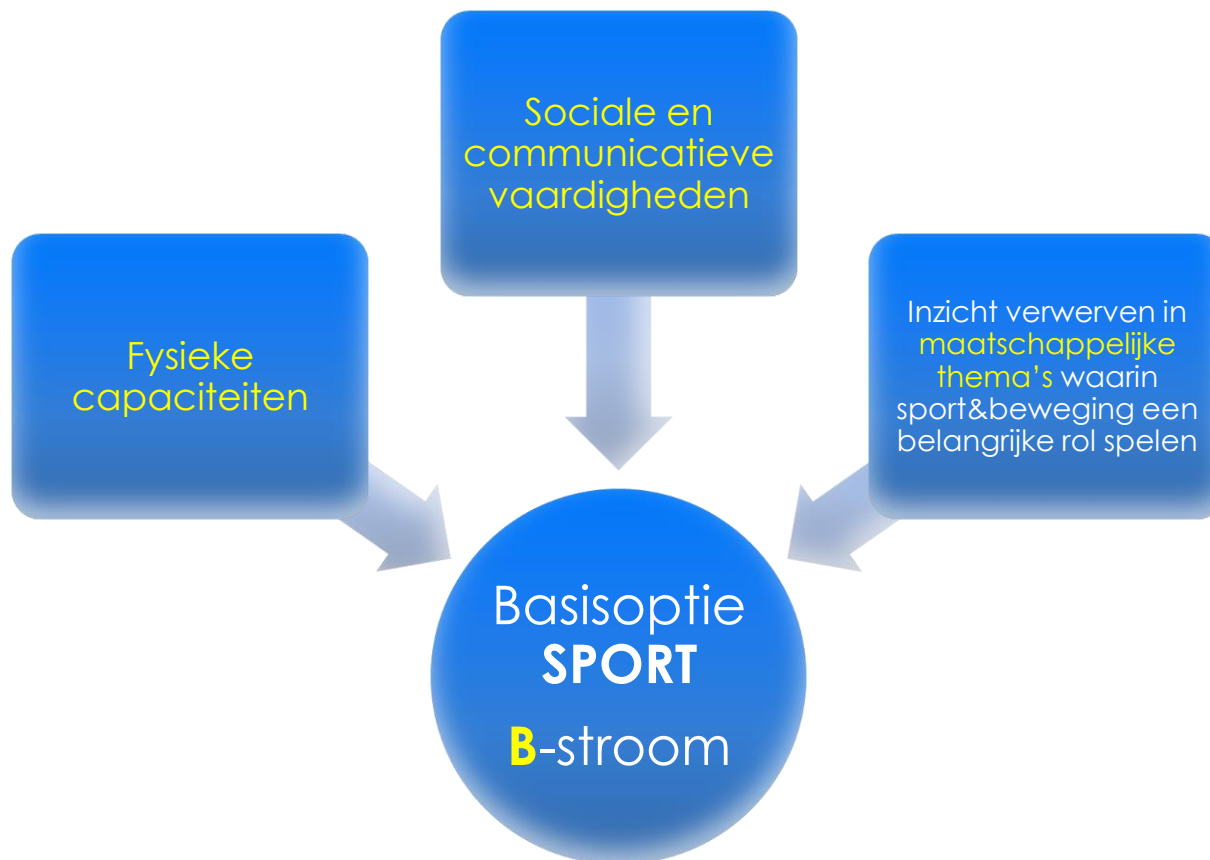 Sociale en
communicatieve
vaardigheden
Fysieke
capaciteiten
Inzicht verwerven in
maatschappelijke
thema's waarin
sport&beweging een
belangrijke rol spelen
Basisoptie
SPORT
B-stroom